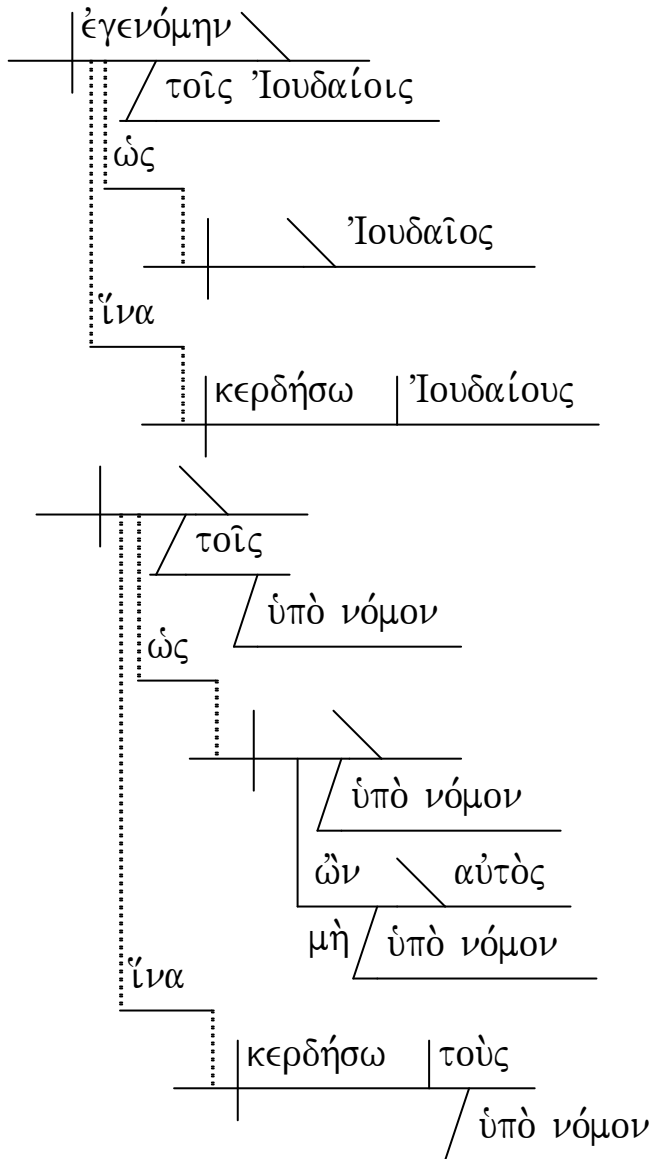 ἐγενόμην
τοῖς Ἰουδαίοις
ὡς
Ἰουδαῖος
ἵνα
κερδήσω Ἰουδαίους
τοῖς
ὑπὸ νόμον
ὡς
ὑπὸ νόμον
ὢν αὐτὸς
μὴ ὑπὸ νόμον
ἵνα
κερδήσω τοὺς
ὑπὸ νόμον